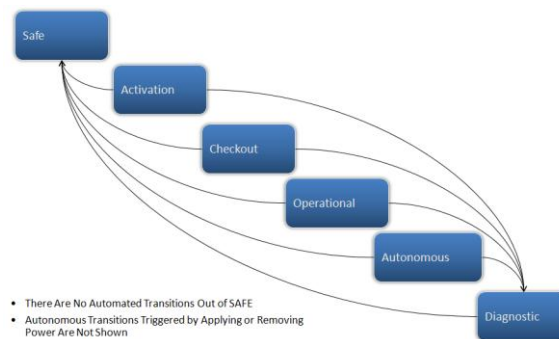 Safe
Activation
Checkout
Operational
Autonomous
Diagnostic
• There Are No Automated Transitions Out of SAFE
• Autonomous Transitions Triggered by Applying or Removing
Power Are Not Shown